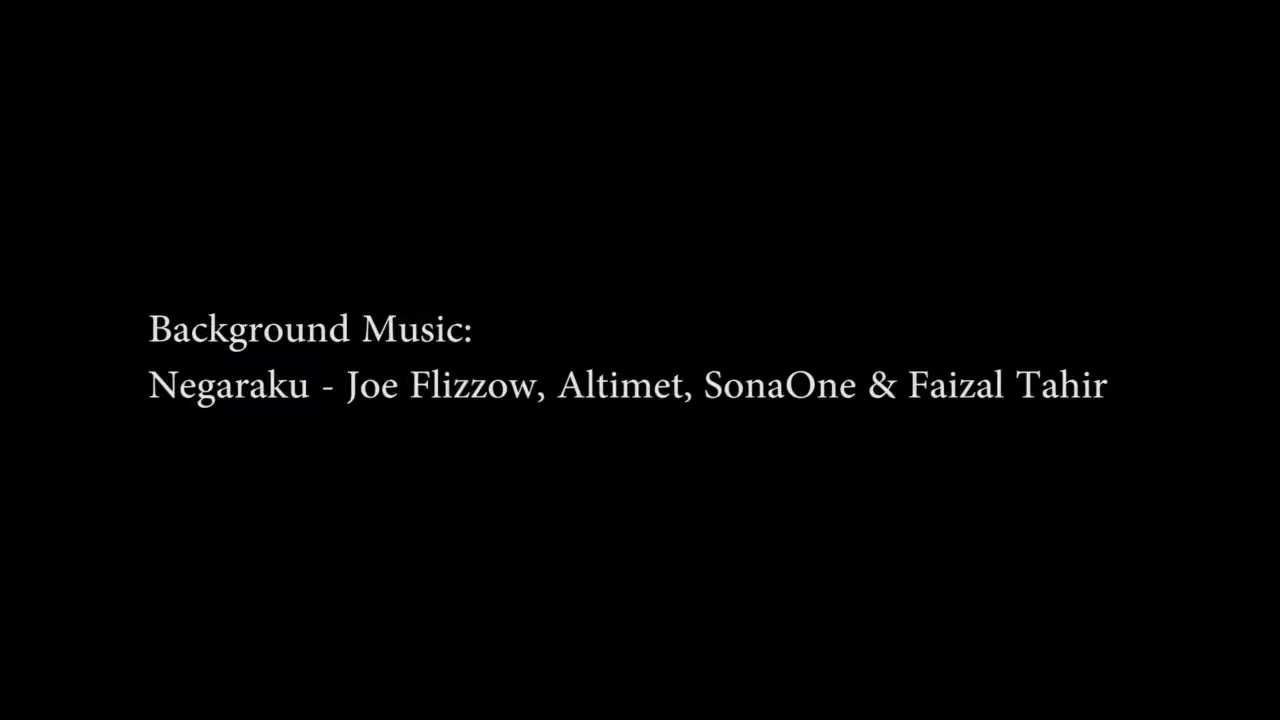 Background Music:
Negaraku - Joe Flizzow, Altimet, SonaOne & Faizal Tahir